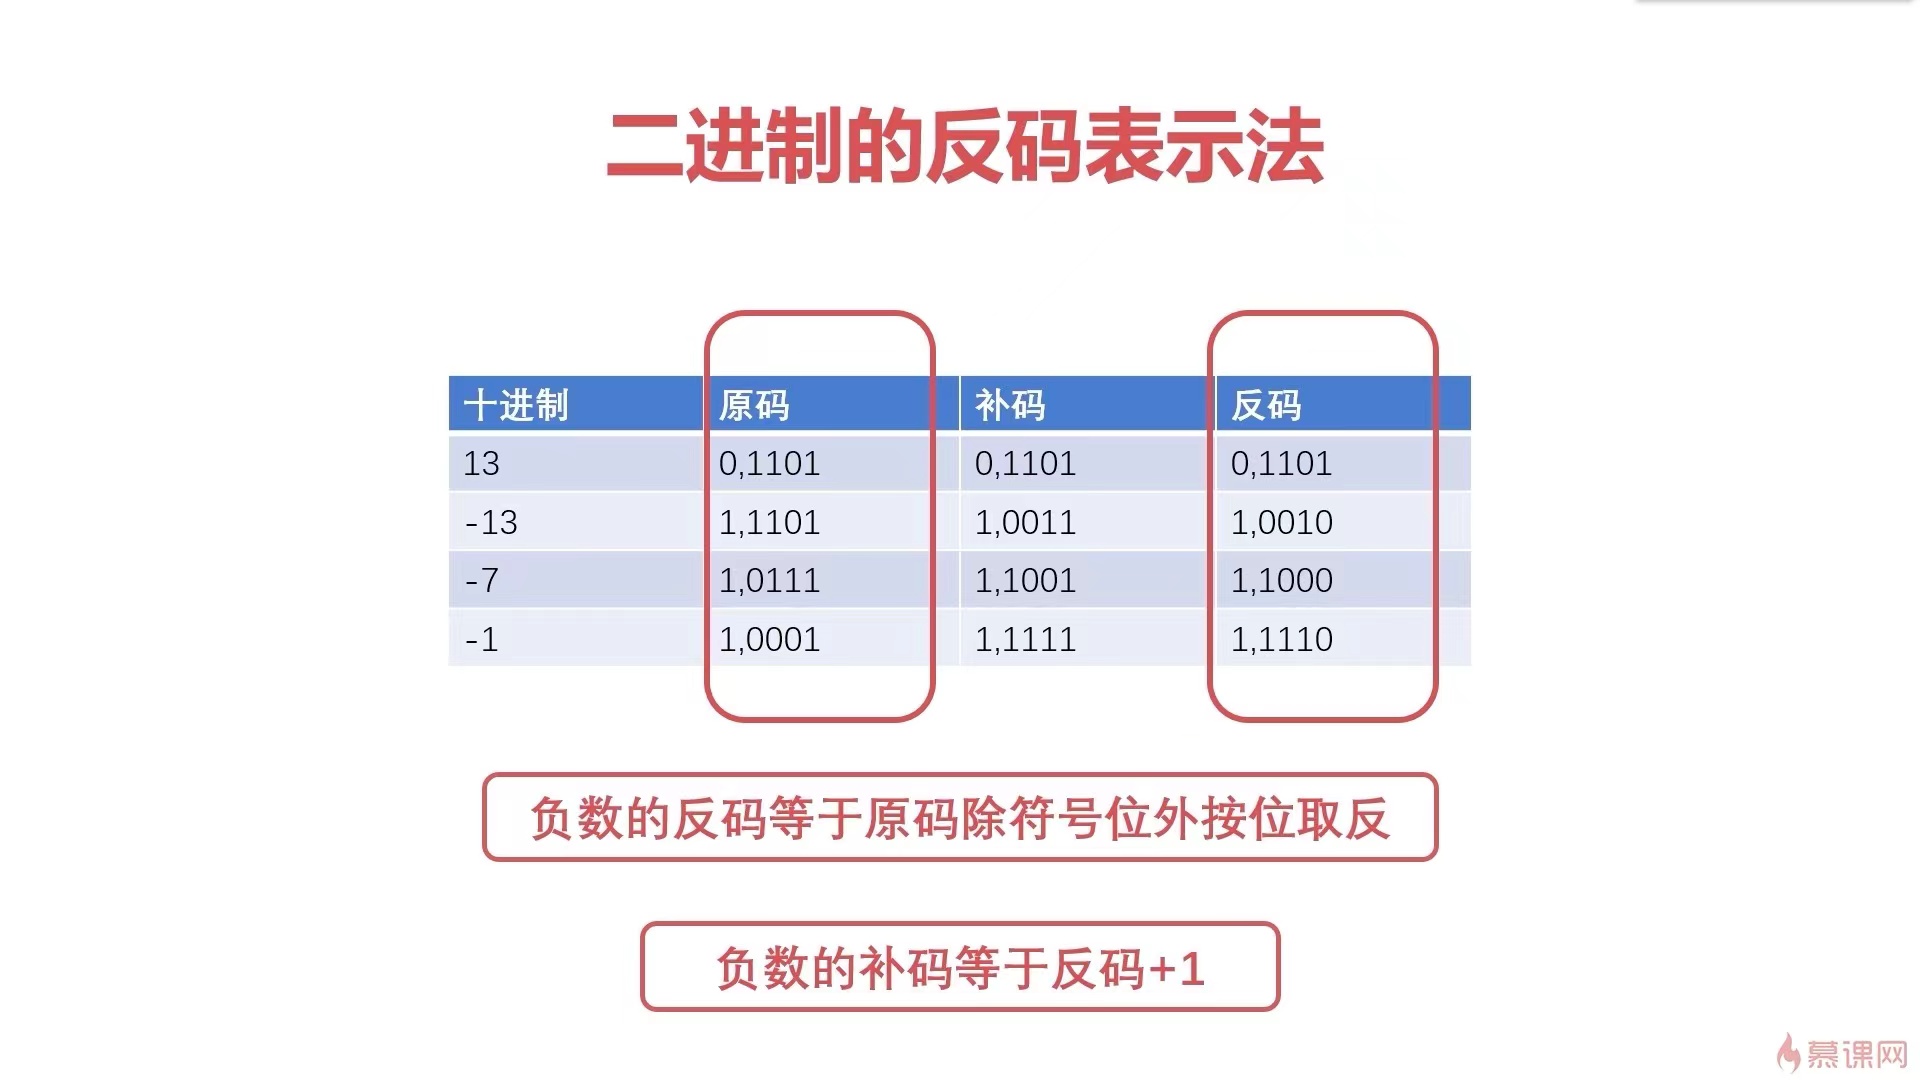 二进制的反码表示法
十进制 原码 补码 反码
13 0,1101 0,1101 0,1101
-13 1,1101 1,0011 1,0010
-7 1,0111 1,1001 1,1000
-1 1,0001 1,1111 1,1110
负数的反码等于原码除符号位外按位取反
负数的补码等于反码+1
慕课网